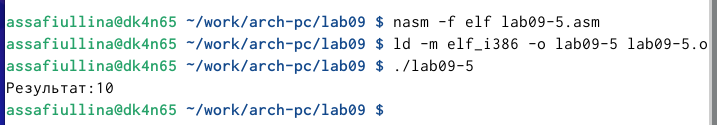 assafiullina@dk4n65 ~/work/arch-pc/lab09 $ nasm -f elf lab09-5.asm
assafiullina@dk4n65 ~/work/arch-pc/lab09 $ ld -m elf_i386 -o lab09-5 lab09-5.o
assafiullina@dk4n65 ~/work/arch-pc/lab09 $ ./lab09-5
Результат:10
assafiullina@dk4n65 ~/work/arch-pc/lab09 $